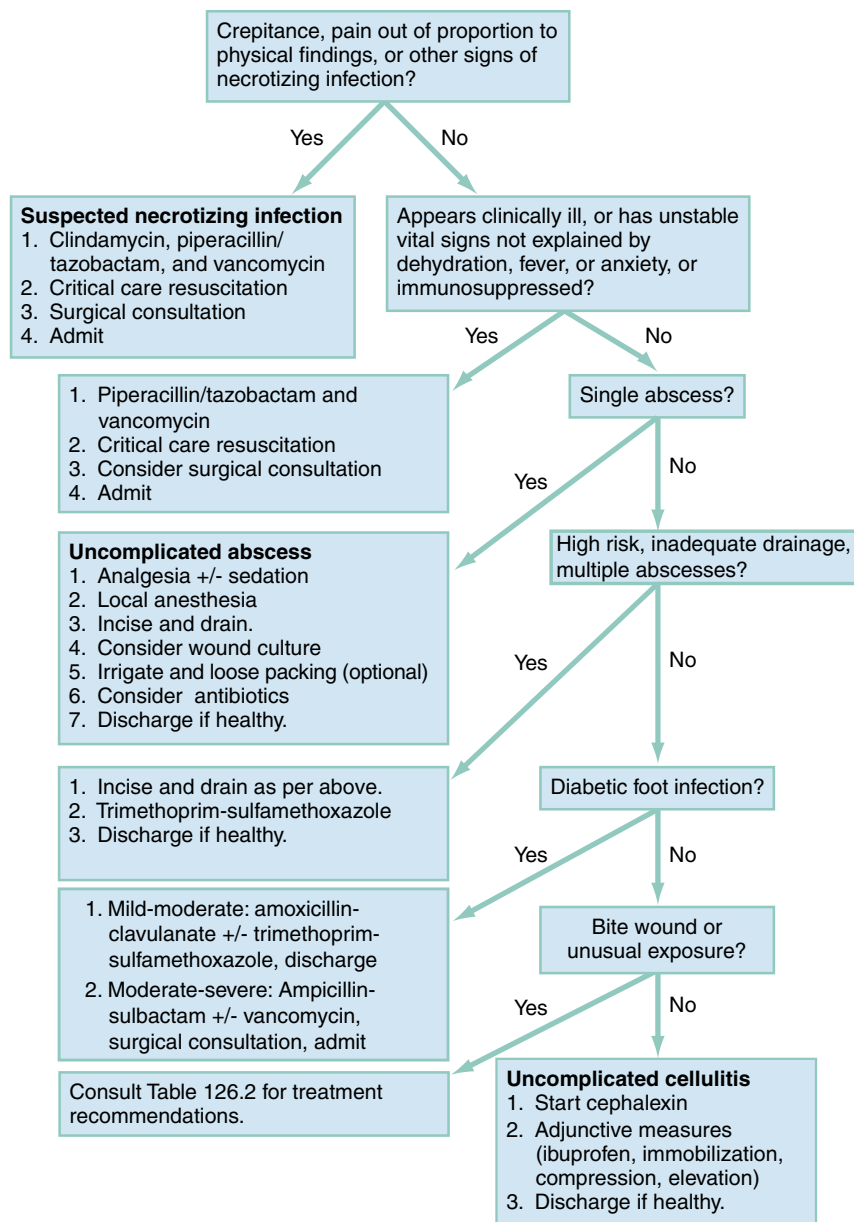 Crepitance, pain out of proportion to
physical findings, or other signs of
necrotizing infection?
Yes
No
Suspected necrotizing infection
1. Clindamycin, piperacillin/
tazobactam, and vancomycin
2. Critical care resuscitation
3. Surgical consultation
4. Admit
Appears clinically ill, or has unstable
vital signs not explained by
dehydration, fever, or anxiety, or
immunosuppressed?
Yes
No
1. Piperacillin/tazobactam and
vancomycin
2. Critical care resuscitation
3. Consider surgical consultation
4. Admit
Single abscess?
Yes
No
Uncomplicated abscess
1. Analgesia +/- sedation
2. Local anesthesia
3. Incise and drain.
4. Consider wound culture
5. Irrigate and loose packing (optional)
6. Consider antibiotics
7. Discharge if healthy.
High risk, inadequate drainage,
multiple abscesses?
Yes
No
1. Incise and drain as per above.
2. Trimethoprim-sulfamethoxazole
3. Discharge if healthy.
Diabetic foot infection?
Yes
No
1. Mild-moderate: amoxicillin-
clavulanate +/- trimethoprim-
sulfamethoxazole, discharge
2. Moderate-severe: Ampicillin-
sulbactam +/- vancomycin,
surgical consultation, admit
Bite wound or
unusual exposure?
Yes
No
Consult Table 126.2 for treatment
recommendations.
Uncomplicated cellulitis
1. Start cephalexin
2. Adjunctive measures
(ibuprofen, immobilization,
compression, elevation)
3. Discharge if healthy.